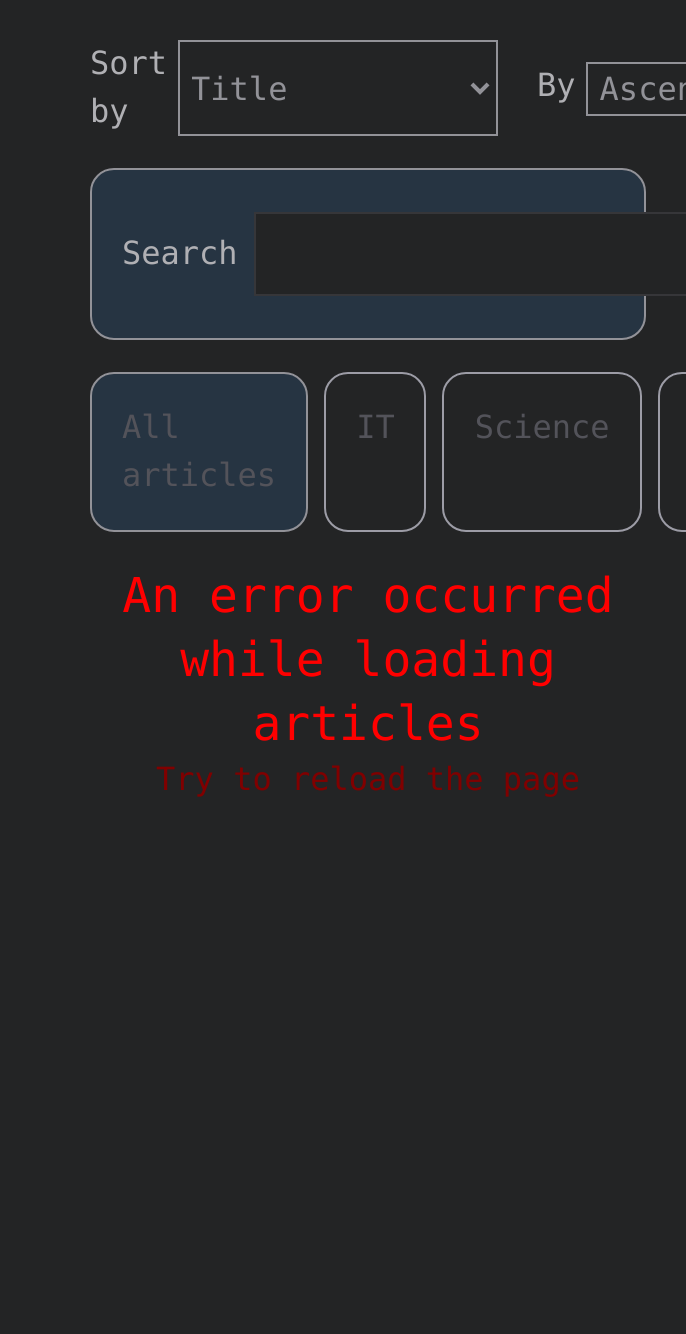 Sort by
Title
By
Ascen
Search
All articles
IT
Science
An error occurred
while loading
articles
Try to reload the page